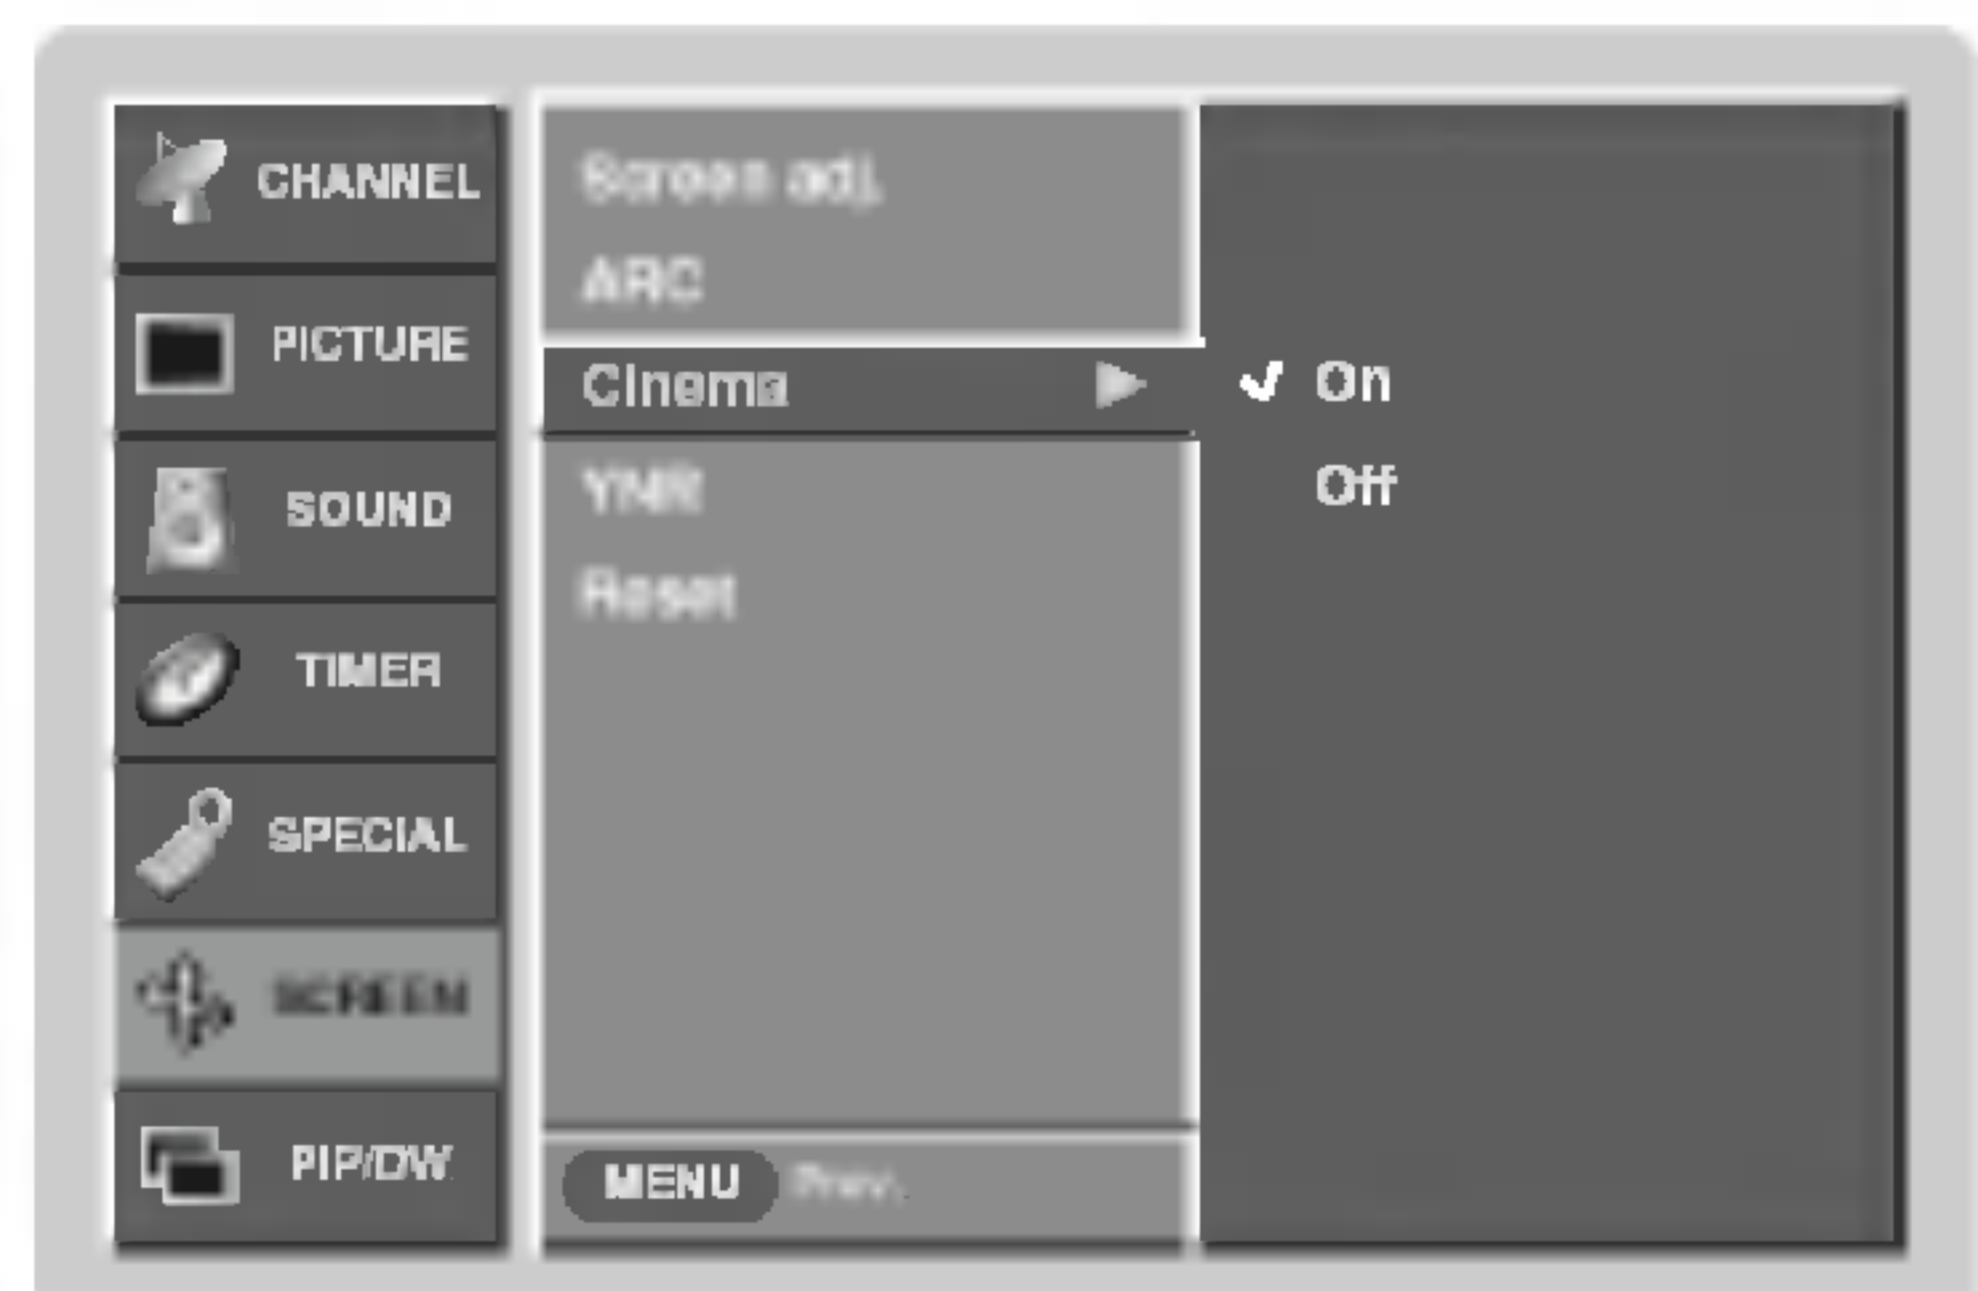 CHANNEL
PICTURE
SOUND
TIMER
SPECIAL
SCREEN
PIP/DW
Screen adj.
ARC
Cinema
YNR
Reset
MENU Prev.
On
Off